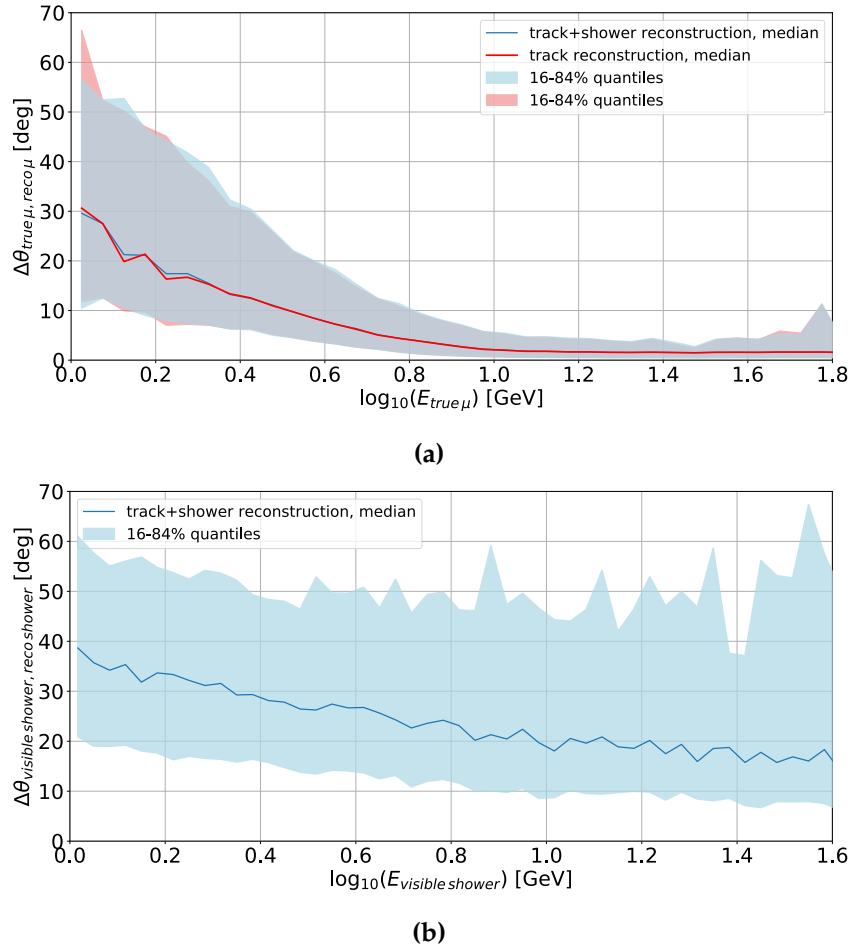 70
60
50
40
30
20
10
0
Δθ_{true μ, reco μ} [deg]
track+shower reconstruction, median
track reconstruction, median
16-84% quantiles
16-84% quantiles
0.0 0.2 0.4 0.6 0.8 1.0 1.2 1.4 1.6 1.8
log₁₀(E_{true μ}) [GeV]
(a)
70
60
50
40
30
20
10
0
Δθ_{visible shower, reco shower} [deg]
track+shower reconstruction, median
16-84% quantiles
0.0 0.2 0.4 0.6 0.8 1.0 1.2 1.4 1.6
log₁₀(E_{visible shower}) [GeV]
(b)